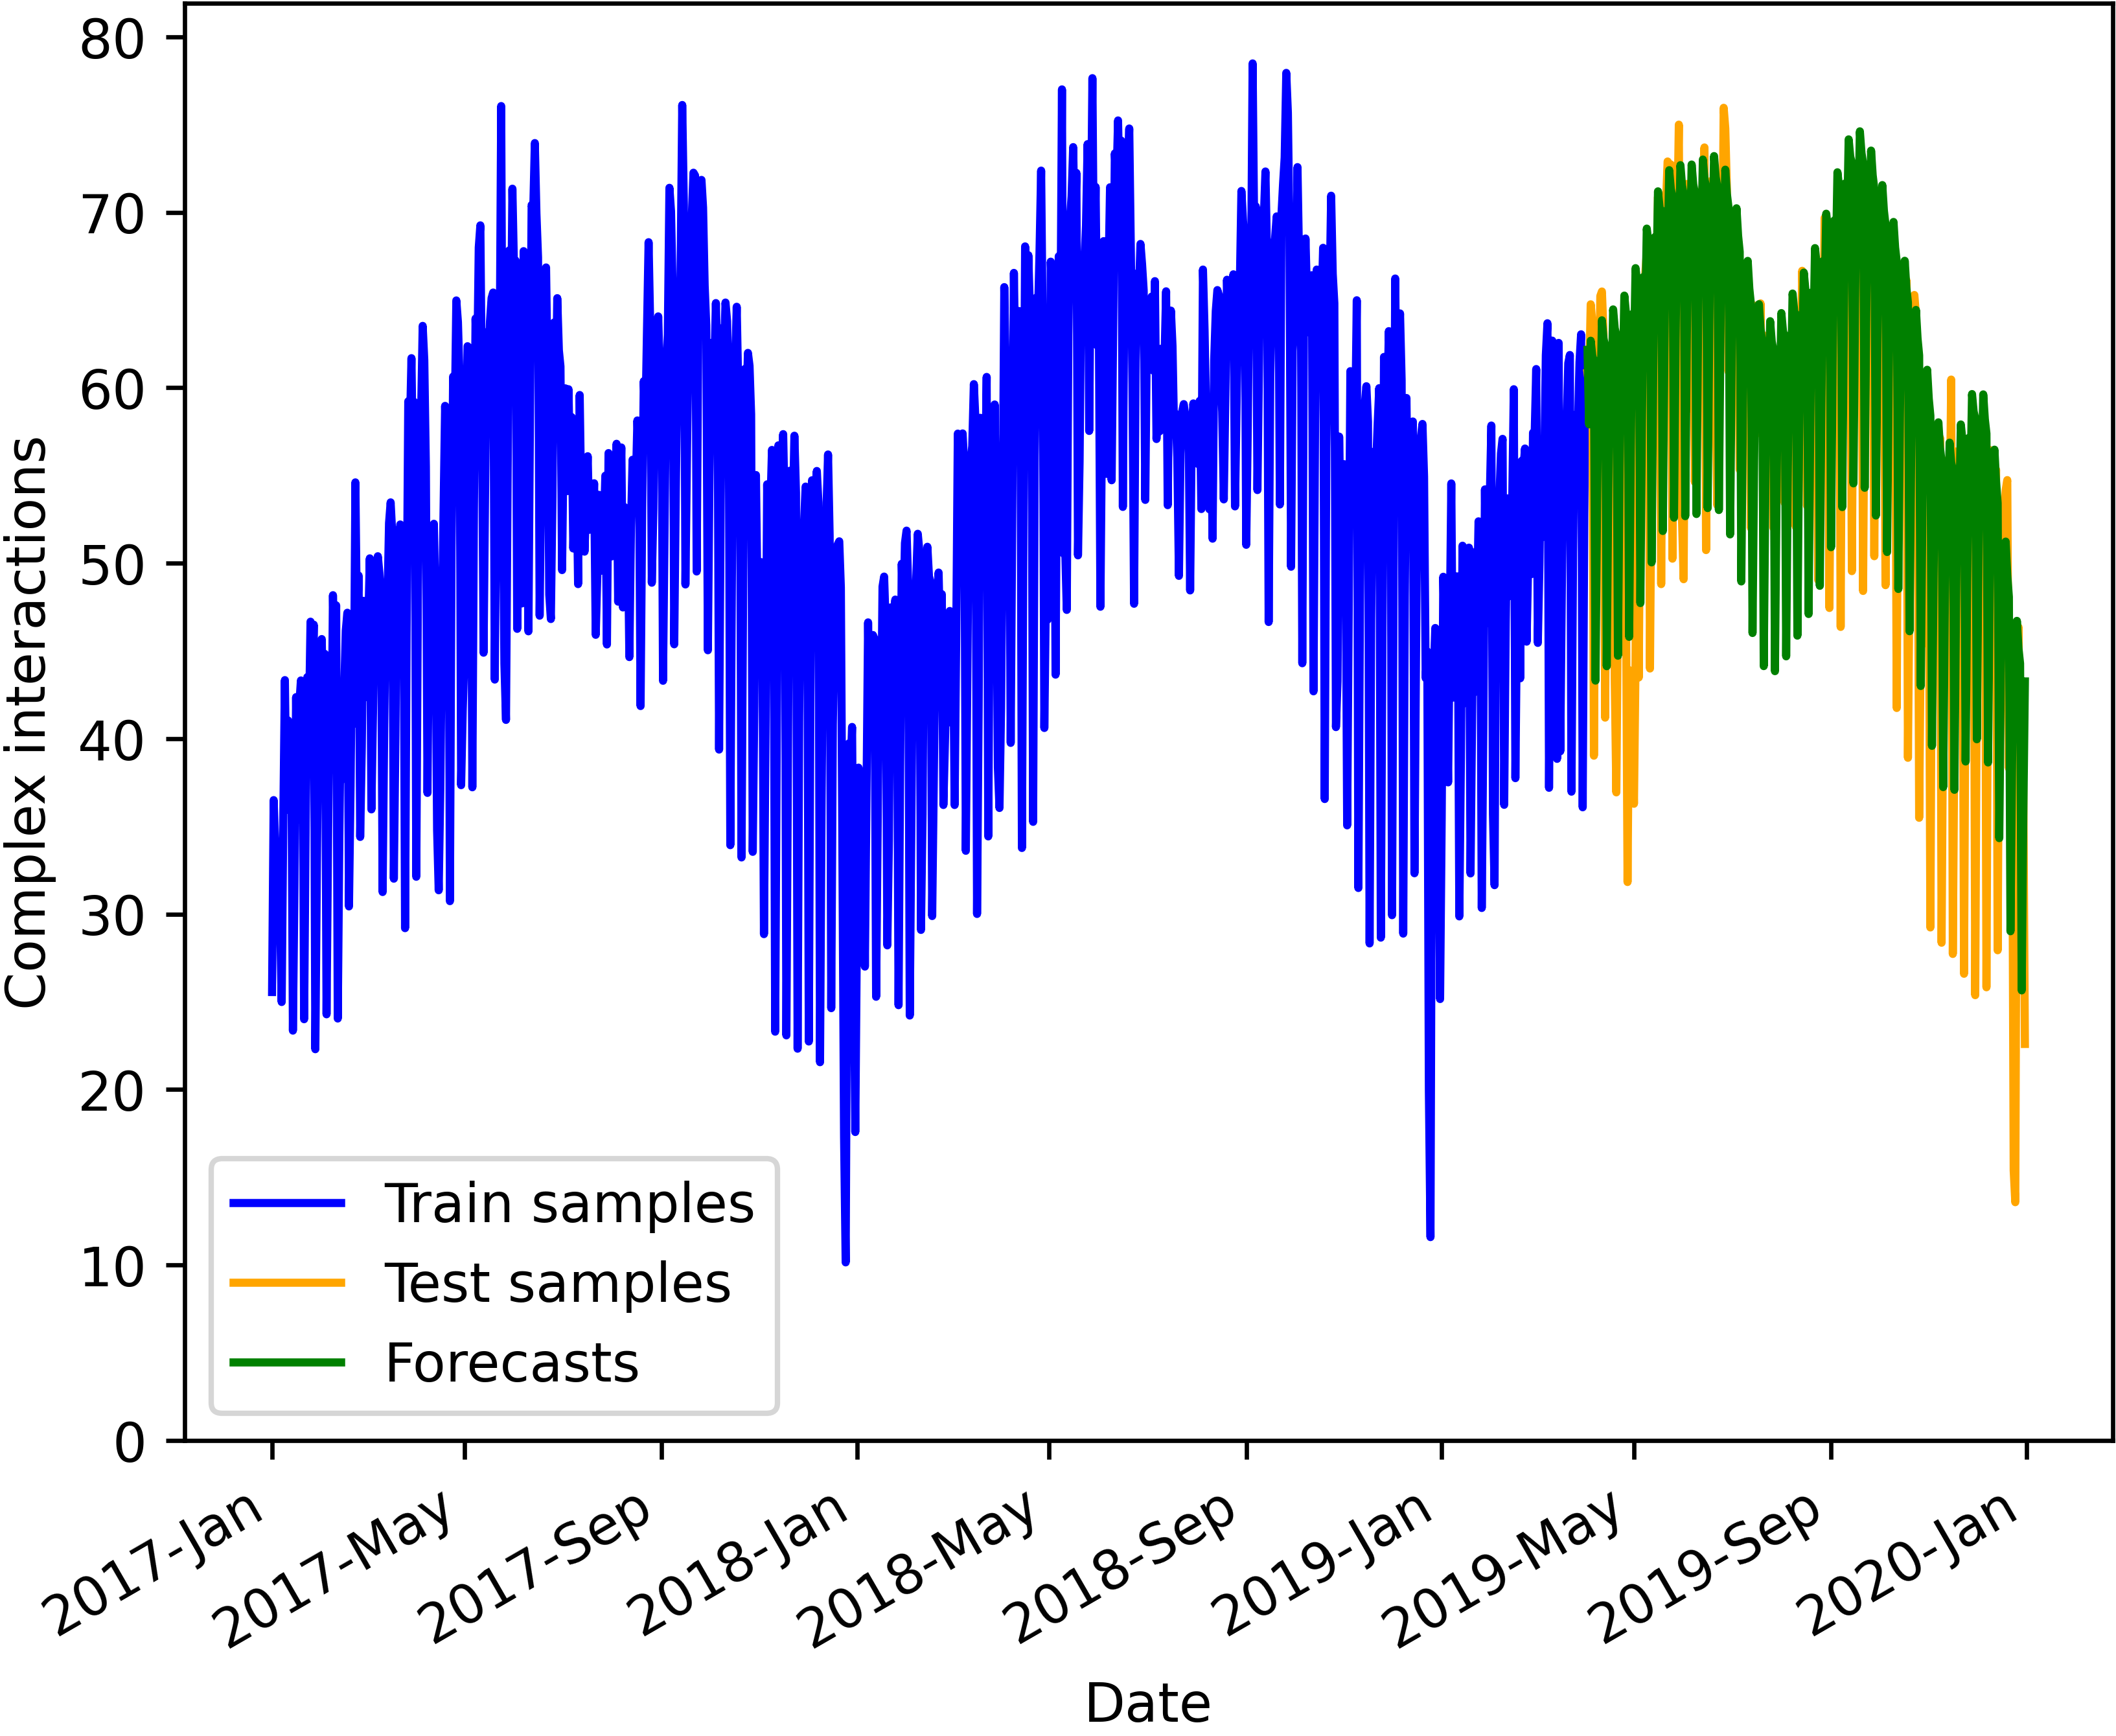 80
70
60
50
40
30
20
10
0
Complex interactions
Train samples
Test samples
Forecasts
2017-Jan
2017-May
2017-Sep
2018-Jan
2018-May
2018-Sep
2019-Jan
2019-May
2019-Sep
2020-Jan
Date